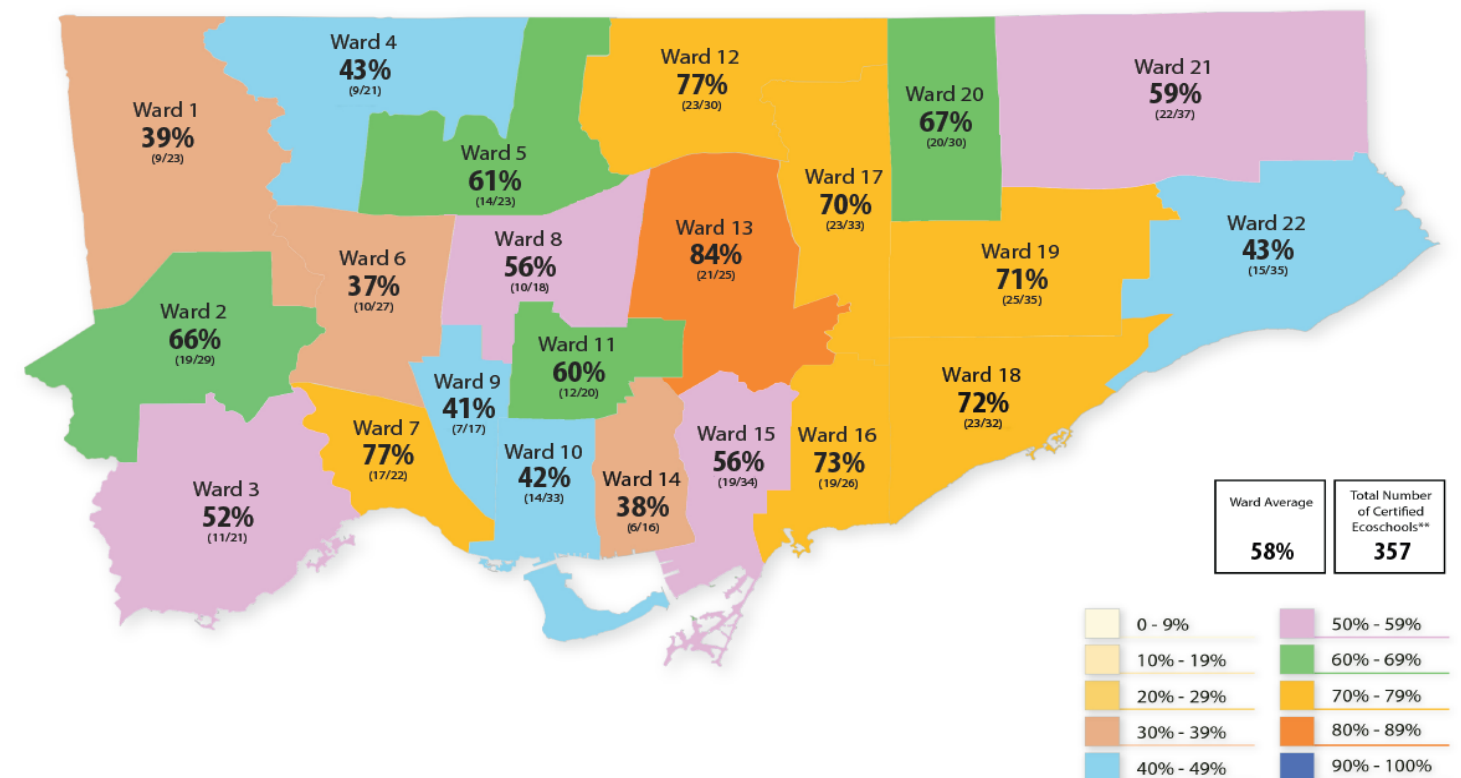 Ward 4
43%
(9/21)
Ward 12
77%
(23/30)
Ward 21
59%
(22/37)
Ward 1
39%
(9/23)
Ward 20
67%
(20/30)
Ward 5
61%
(14/23)
Ward 17
70%
(23/33)
Ward 13
84%
(21/25)
Ward 22
43%
(15/35)
Ward 8
56%
(10/18)
Ward 19
71%
(25/35)
Ward 6
37%
(10/27)
Ward 2
66%
(19/29)
Ward 11
60%
(12/20)
Ward 9
41%
(7/17)
Ward 18
72%
(23/32)
Ward 7
77%
(17/22)
Ward 15
56%
(19/34)
Ward 16
73%
(19/26)
Ward 10
42%
(14/33)
Ward 14
38%
(6/16)
Ward 3
52%
(11/21)
Ward Average
58%
Total Number
of Certified
Ecoschools**
357
0 - 9%
10% - 19%
20% - 29%
30% - 39%
40% - 49%
50% - 59%
60% - 69%
70% - 79%
80% - 89%
90% - 100%